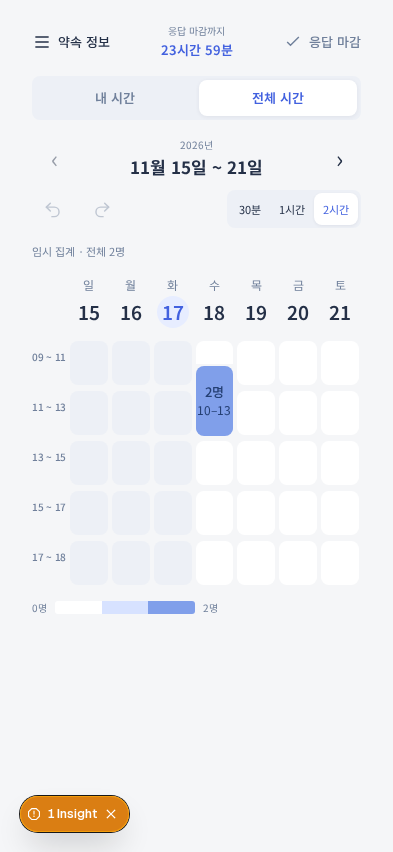 약속 정보
응답 마감까지
23시간 59분
응답 마감
내 시간
전체 시간
2026년
11월 15일 ~ 21일
30분 1시간 2시간
임시 집계 · 전체 2명
일 월 화 수 목 금 토
15 16 17 18 19 20 21
09 ~ 11
2명
10–13
11 ~ 13
13 ~ 15
15 ~ 17
17 ~ 18
0명 2명
1 Insight